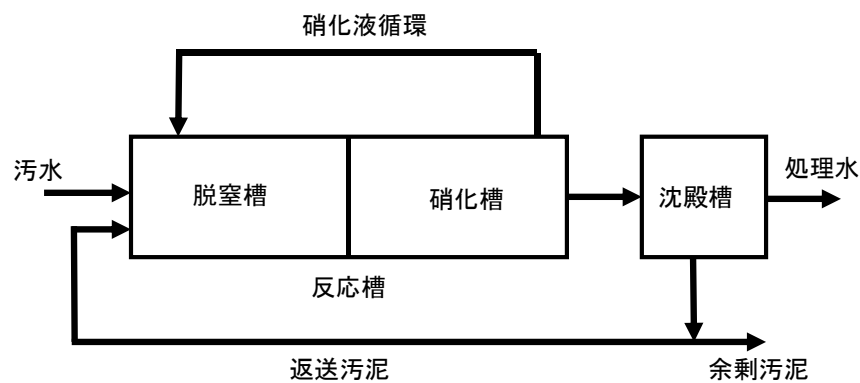 硝化液循環
汚水
脱窒槽
硝化槽
沈殿槽
処理水
反応槽
返送汚泥
余剰汚泥